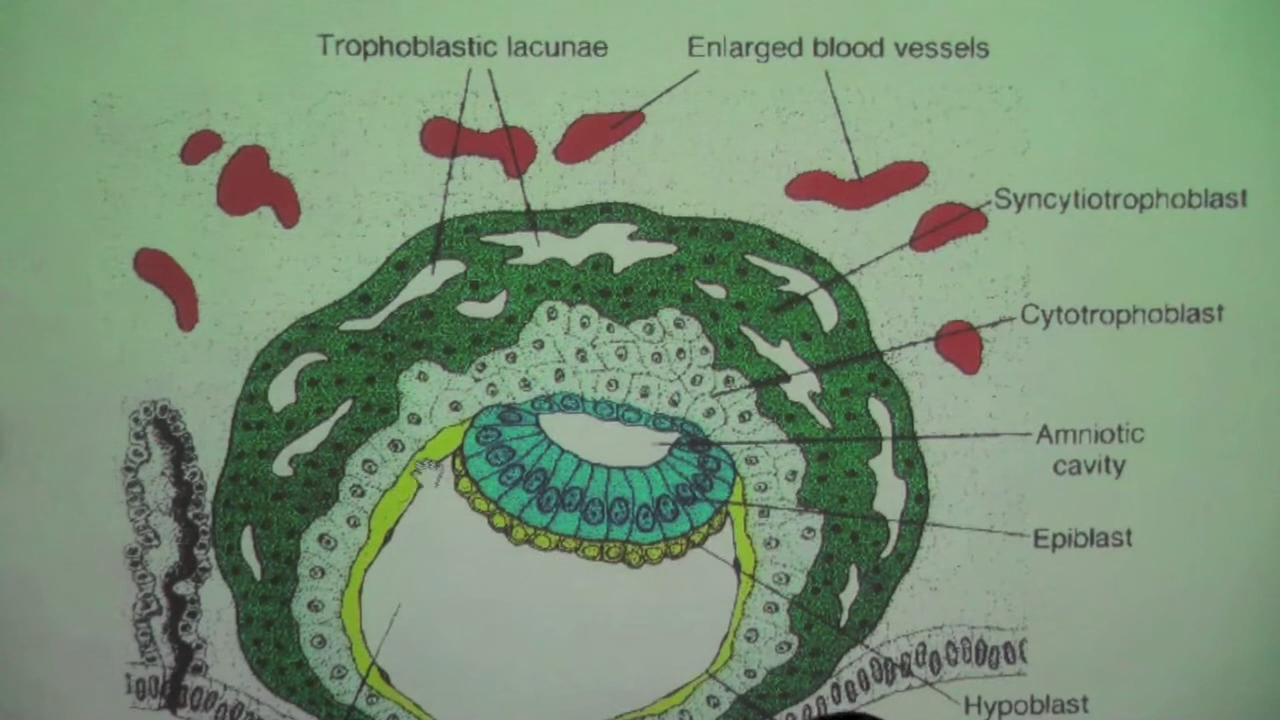 Trophoblastic lacunae
Enlarged blood vessels
Syncytiotrophoblast
Cytotrophoblast
Amniotic
cavity
Epiblast
Hypoblast